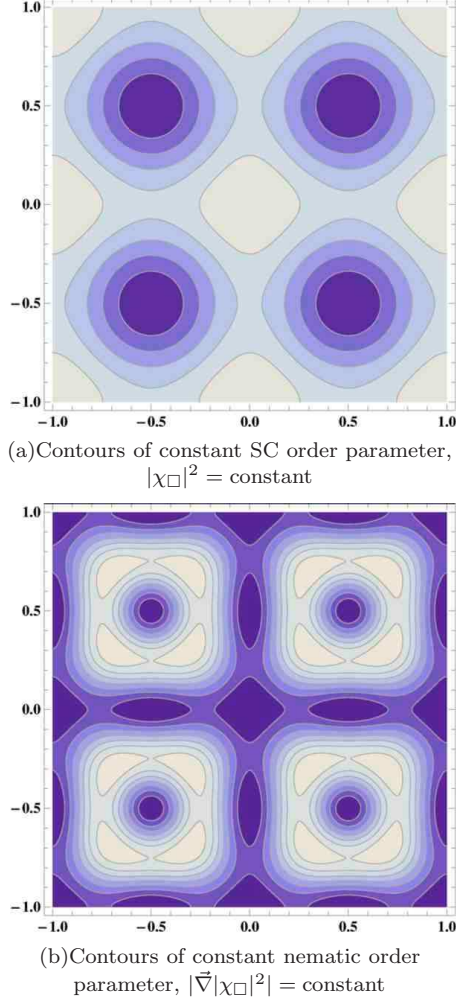 1.0
0.5
0.0
−0.5
−1.0
−1.0 −0.5 0.0 0.5 1.0
(a)Contours of constant SC order parameter,
|χ□|² = constant
1.0
0.5
0.0
−0.5
−1.0
−1.0 −0.5 0.0 0.5 1.0
(b)Contours of constant nematic order
parameter, |∇⃗|χ□|²| = constant